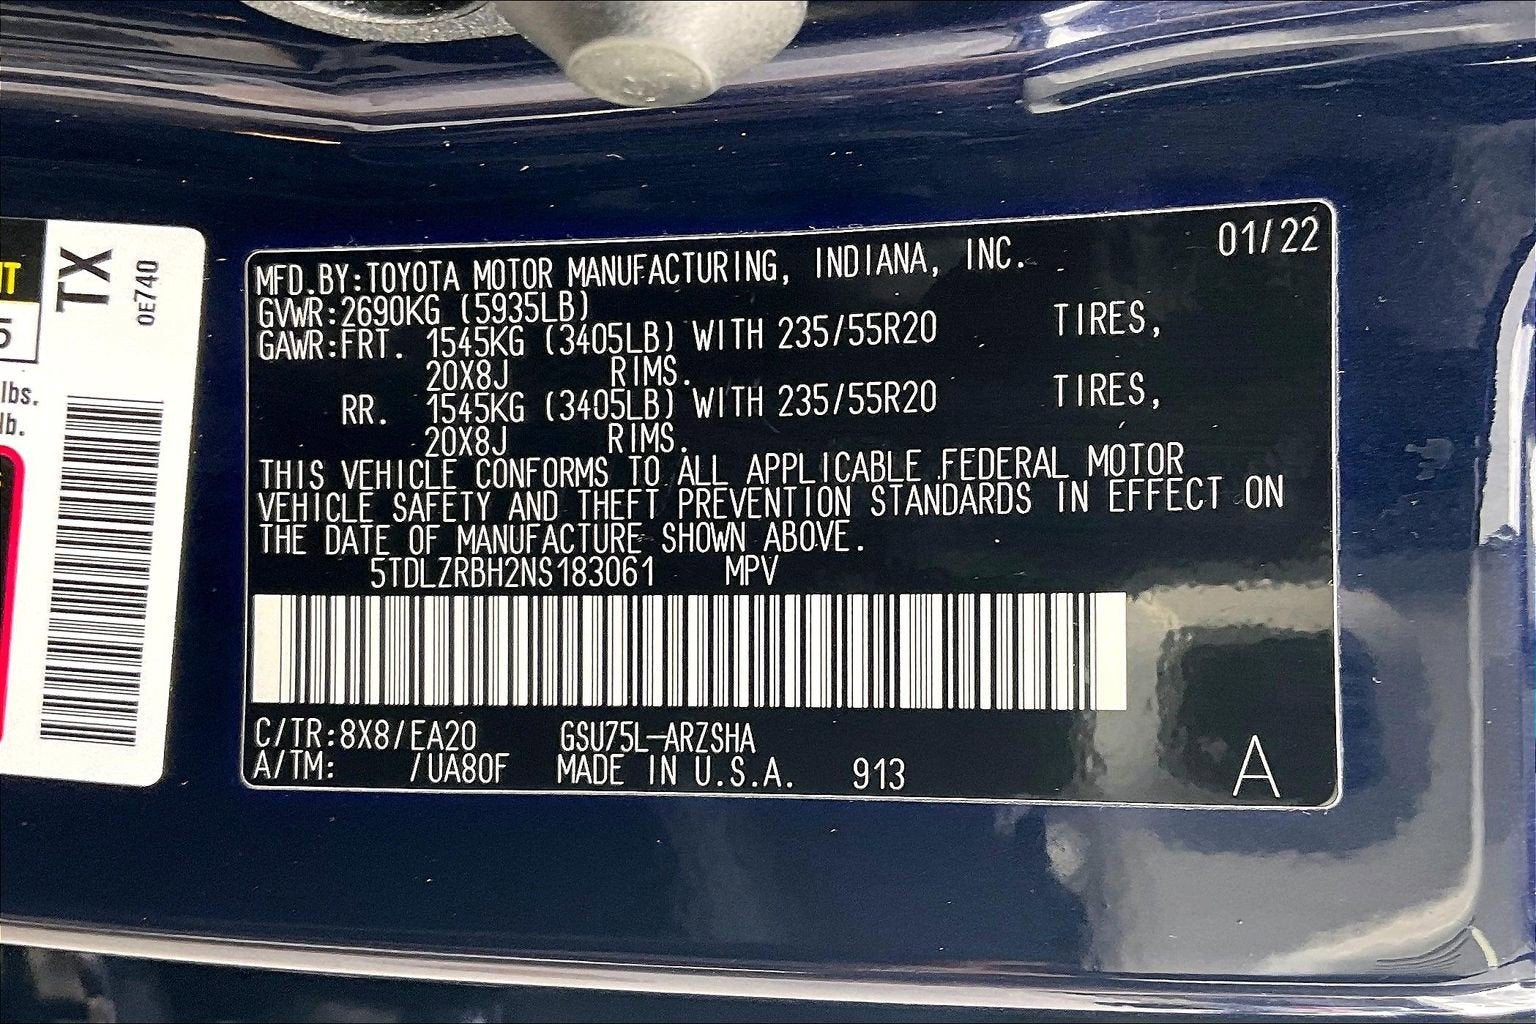 MFD.BY:TOYOTA MOTOR MANUFACTURING, INDIANA, INC. 01/22
GVWR:2690KG (5935LB)
GAWR:FRT. 1545KG (3405LB) WITH 235/55R20 TIRES,
20X8J RIMS.
RR. 1545KG (3405LB) WITH 235/55R20 TIRES,
20X8J RIMS.
THIS VEHICLE CONFORMS TO ALL APPLICABLE FEDERAL MOTOR
VEHICLE SAFETY AND THEFT PREVENTION STANDARDS IN EFFECT ON
THE DATE OF MANUFACTURE SHOWN ABOVE.
5TDLZRBH2NS183061 MPV
C/TR:8X8/EA20 GSU75L-ARZSHA
A/TM: /UA80F MADE IN U.S.A. 913 A
TX
0E740
lbs.
lb.